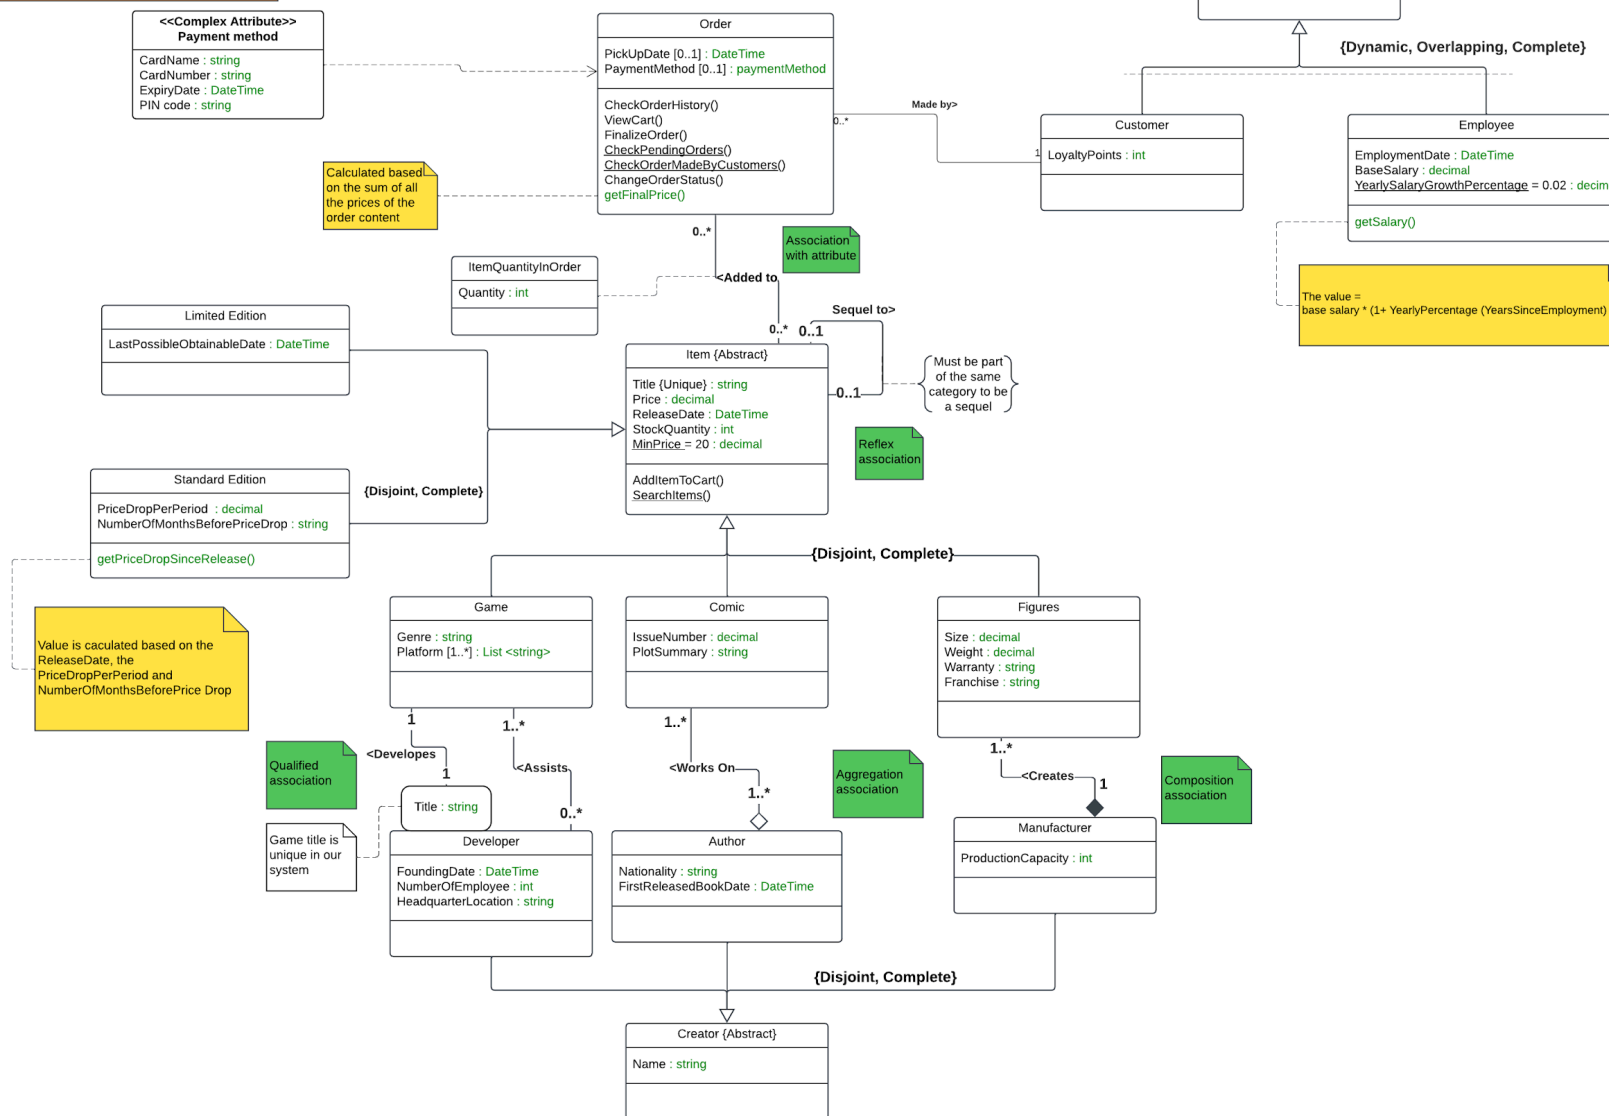 <<Complex Attribute>>
Payment method
CardName : string
CardNumber : string
ExpiryDate : DateTime
PIN code : string
Order
PickUpDate [0..1] : DateTime
PaymentMethod [0..1] : paymentMethod
CheckOrderHistory()
ViewCart()
FinalizeOrder()
CheckPendingOrders()
CheckOrderMadeByCustomers()
ChangeOrderStatus()
getFinalPrice()
Calculated based
on the sum of all
the prices of the
order content
{Dynamic, Overlapping, Complete}
Made by>
0..*
1
Customer
LoyaltyPoints : int
Employee
EmploymentDate : DateTime
BaseSalary : decimal
YearlySalaryGrowthPercentage = 0.02 : decim
getSalary()
The value =
base salary * (1+ YearlyPercentage (YearsSinceEmployment)
0..*
Association
with attribute
<Added to
ItemQuantityInOrder
Quantity : int
0..*
0..1
Sequel to>
0..1
Must be part
of the same
category to be
a sequel
Reflex
association
Limited Edition
LastPossibleObtainableDate : DateTime
Item {Abstract}
Title {Unique} : string
Price : decimal
ReleaseDate : DateTime
StockQuantity : int
MinPrice = 20 : decimal
AddItemToCart()
SearchItems()
Standard Edition
PriceDropPerPeriod : decimal
NumberOfMonthsBeforePriceDrop : string
getPriceDropSinceRelease()
{Disjoint, Complete}
Value is caculated based on the
ReleaseDate, the
PriceDropPerPeriod and
NumberOfMonthsBeforePrice Drop
{Disjoint, Complete}
Game
Genre : string
Platform [1..*] : List <string>
Comic
IssueNumber : decimal
PlotSummary : string
Figures
Size : decimal
Weight : decimal
Warranty : string
Franchise : string
1
<Developes
1
1..*
<Assists
0..*
1..*
<Works On
1..*
1..*
<Creates
1
Qualified
association
Aggregation
association
Composition
association
Title : string
Game title is
unique in our
system
Developer
FoundingDate : DateTime
NumberOfEmployee : int
HeadquarterLocation : string
Author
Nationality : string
FirstReleasedBookDate : DateTime
Manufacturer
ProductionCapacity : int
{Disjoint, Complete}
Creator {Abstract}
Name : string